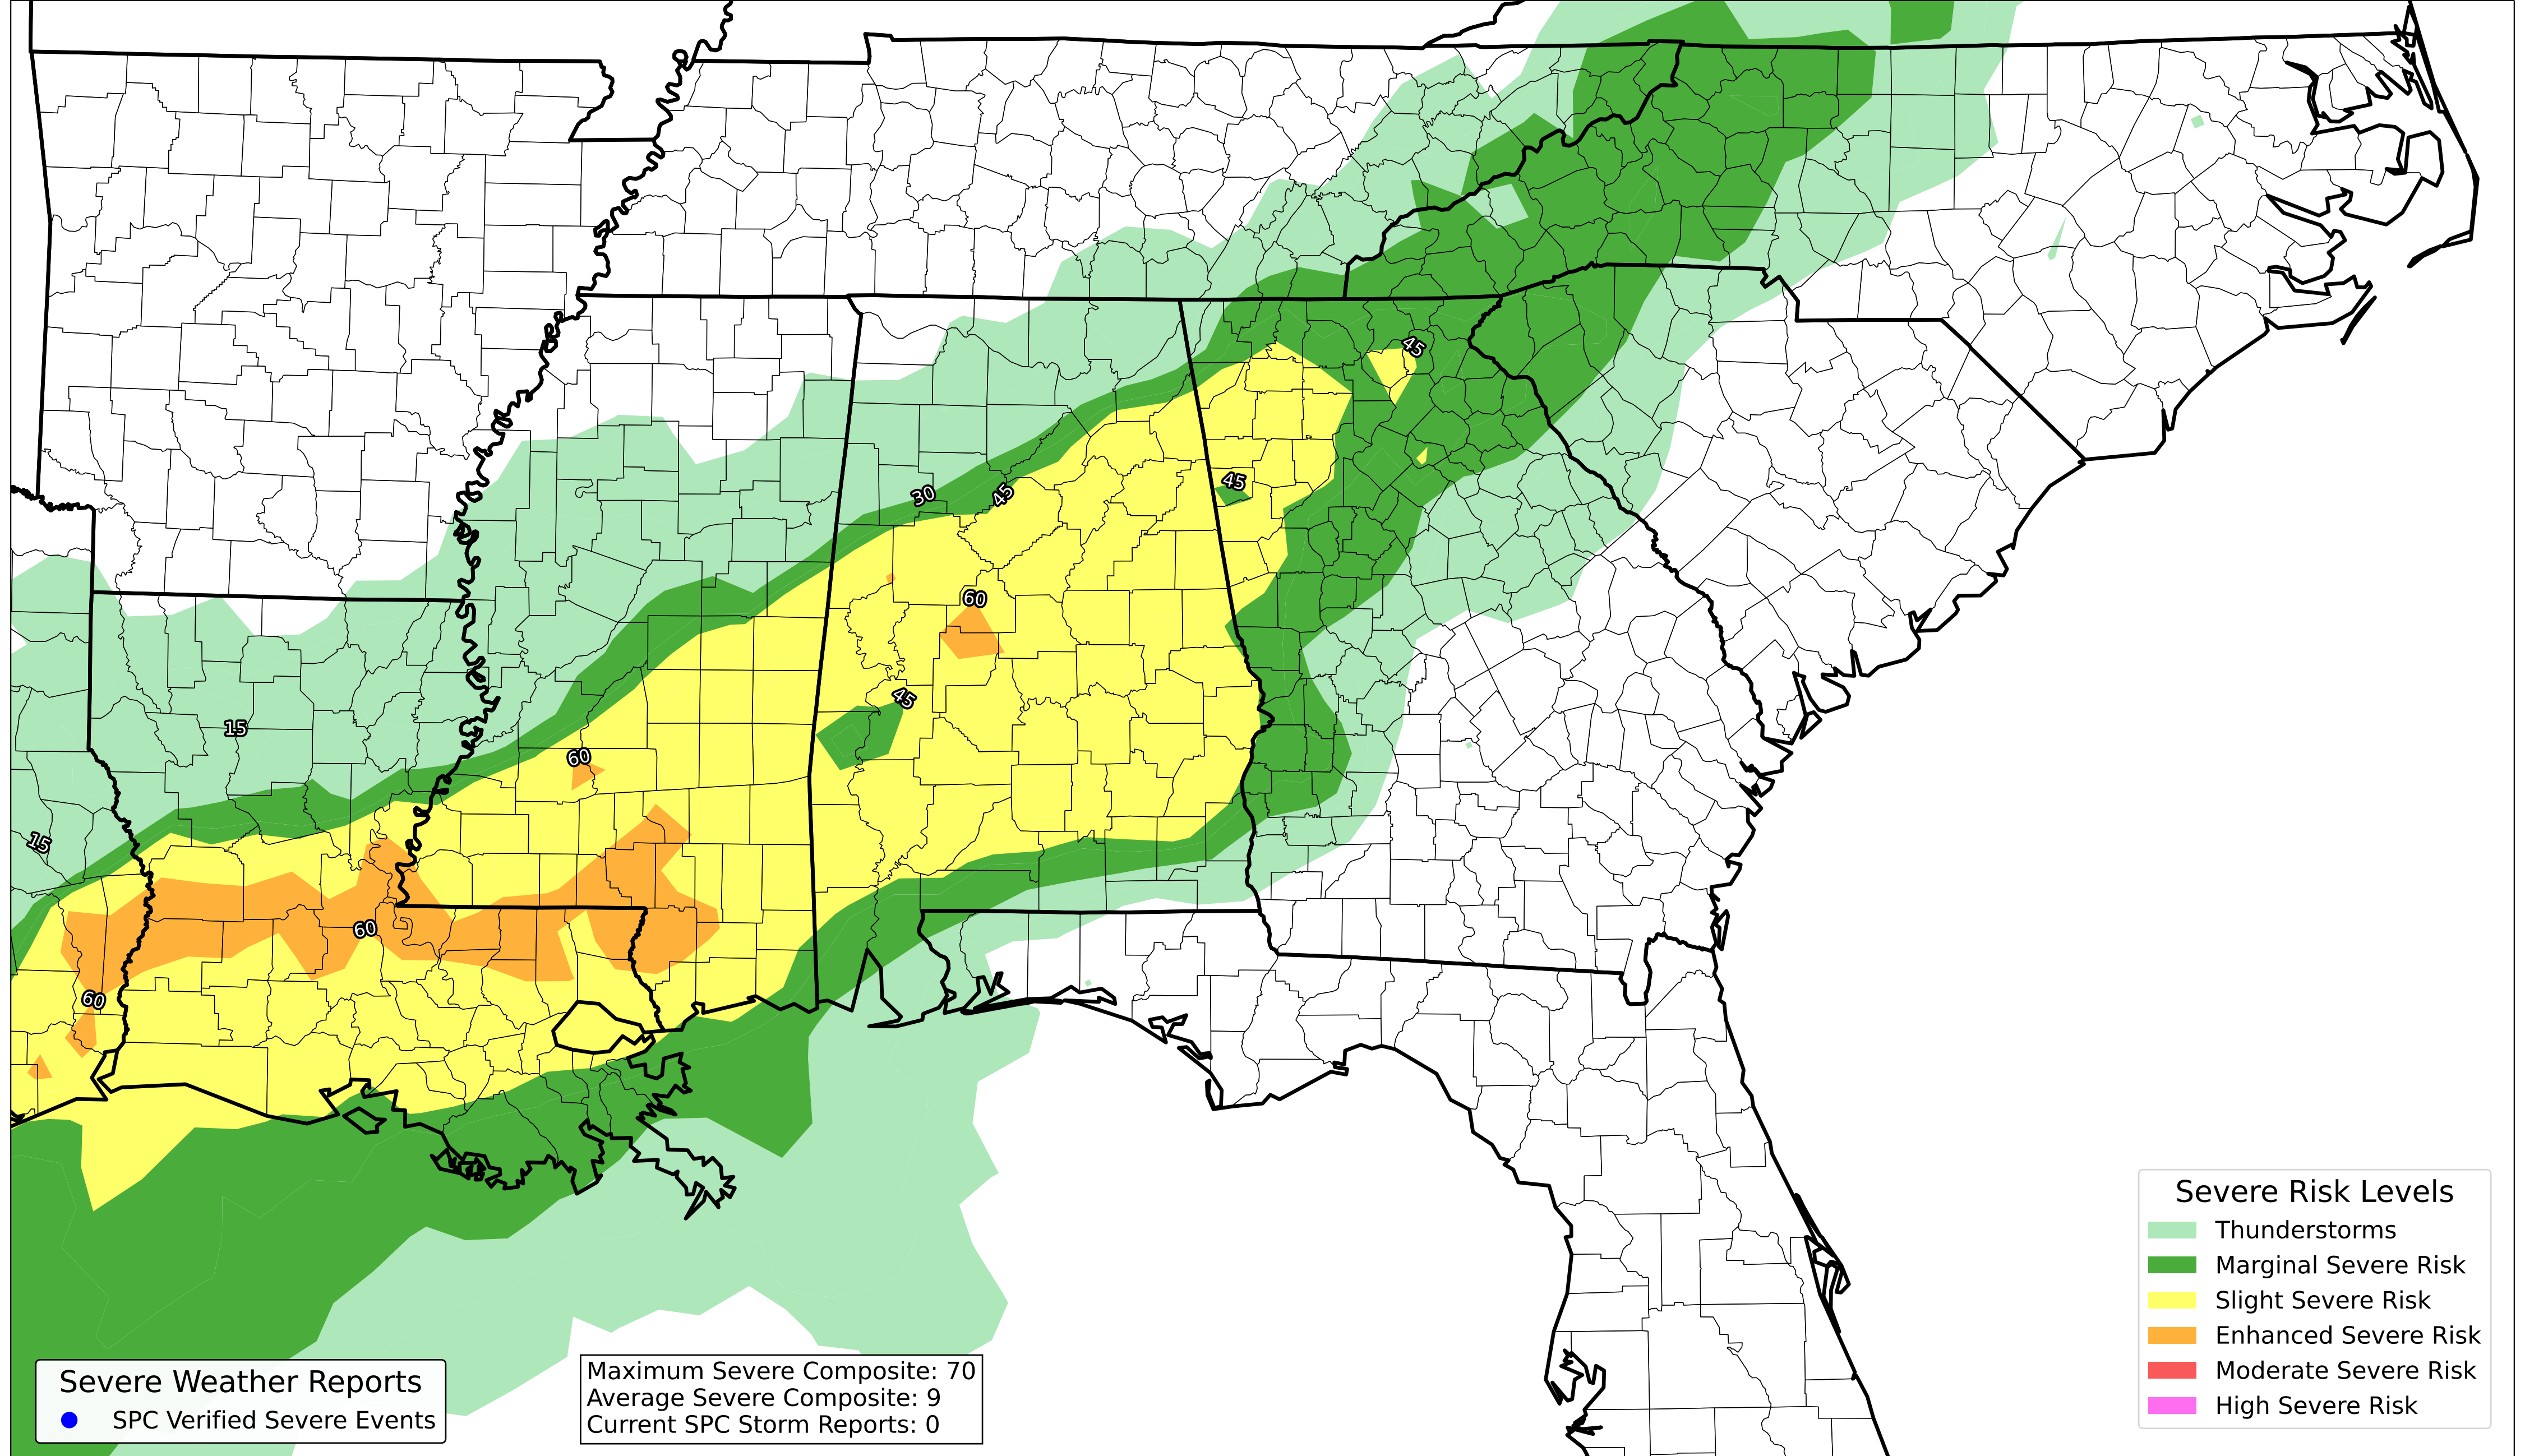 45
45
30
45
60
45
60
15
15
60
60
Severe Risk Levels
Thunderstorms
Marginal Severe Risk
Slight Severe Risk
Enhanced Severe Risk
Moderate Severe Risk
High Severe Risk
Severe Weather Reports
SPC Verified Severe Events
Maximum Severe Composite: 70
Average Severe Composite: 9
Current SPC Storm Reports: 0